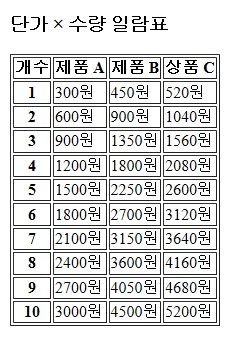 단가 × 수량 일람표
개수 제품 A 제품 B 상품 C
1 300원 450원 520원
2 600원 900원 1040원
3 900원 1350원 1560원
4 1200원 1800원 2080원
5 1500원 2250원 2600원
6 1800원 2700원 3120원
7 2100원 3150원 3640원
8 2400원 3600원 4160원
9 2700원 4050원 4680원
10 3000원 4500원 5200원